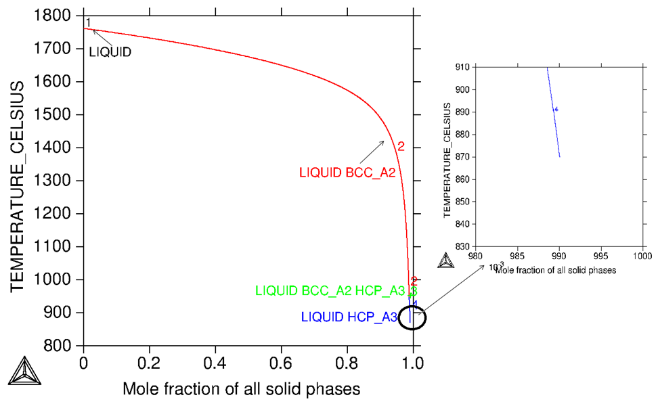 1800
1700
1600
1500
1400
1300
1200
1100
1000
900
800
TEMPERATURE_CELSIUS
1
LIQUID
2
LIQUID BCC_A2
2
LIQUID BCC_A2 HCP_A3 3
LIQUID HCP_A3
4
0 0.2 0.4 0.6 0.8 1.0
Mole fraction of all solid phases
910
900
890
880
870
860
850
840
830
TEMPERATURE_CELSIUS
980 985 990 995 1000
10-3
Mole fraction of all solid phases